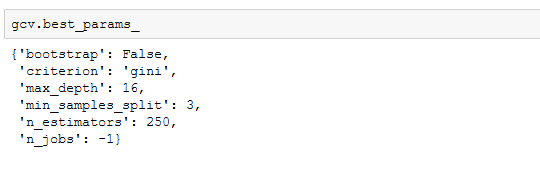 gcv.best_params_
{'bootstrap': False,
 'criterion': 'gini',
 'max_depth': 16,
 'min_samples_split': 3,
 'n_estimators': 250,
 'n_jobs': -1}